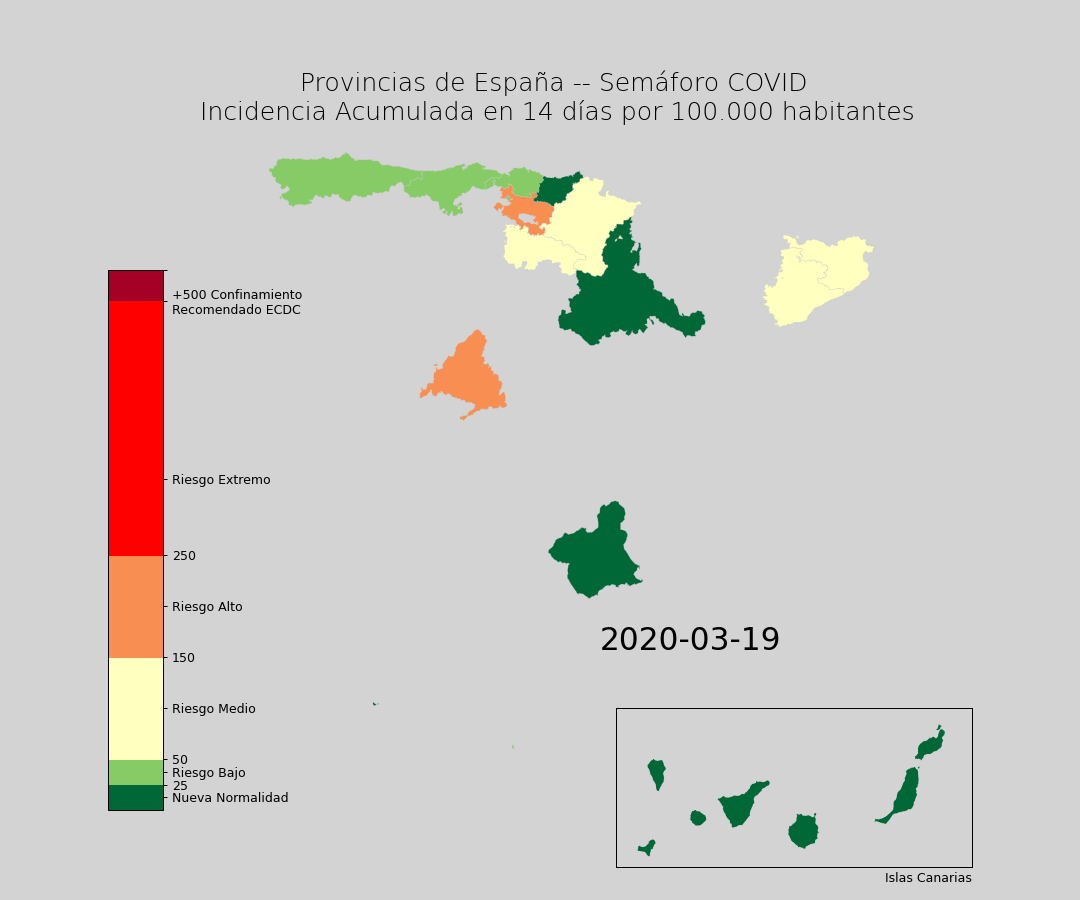 Provincias de España -- Semáforo COVID
Incidencia Acumulada en 14 días por 100.000 habitantes
+500 Confinamiento
Recomendado ECDC
Riesgo Extremo
250
Riesgo Alto
150
Riesgo Medio
50
Riesgo Bajo
25
Nueva Normalidad
2020-03-19
Islas Canarias